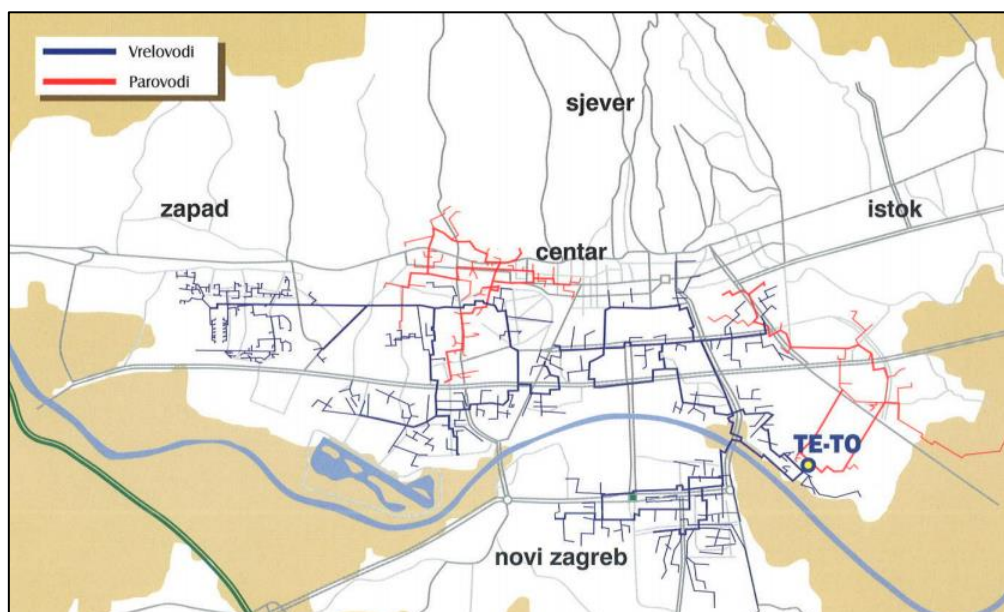 Vrelovodi
Parovodi
sjever
zapad
istok
centar
TE-TO
novi zagreb